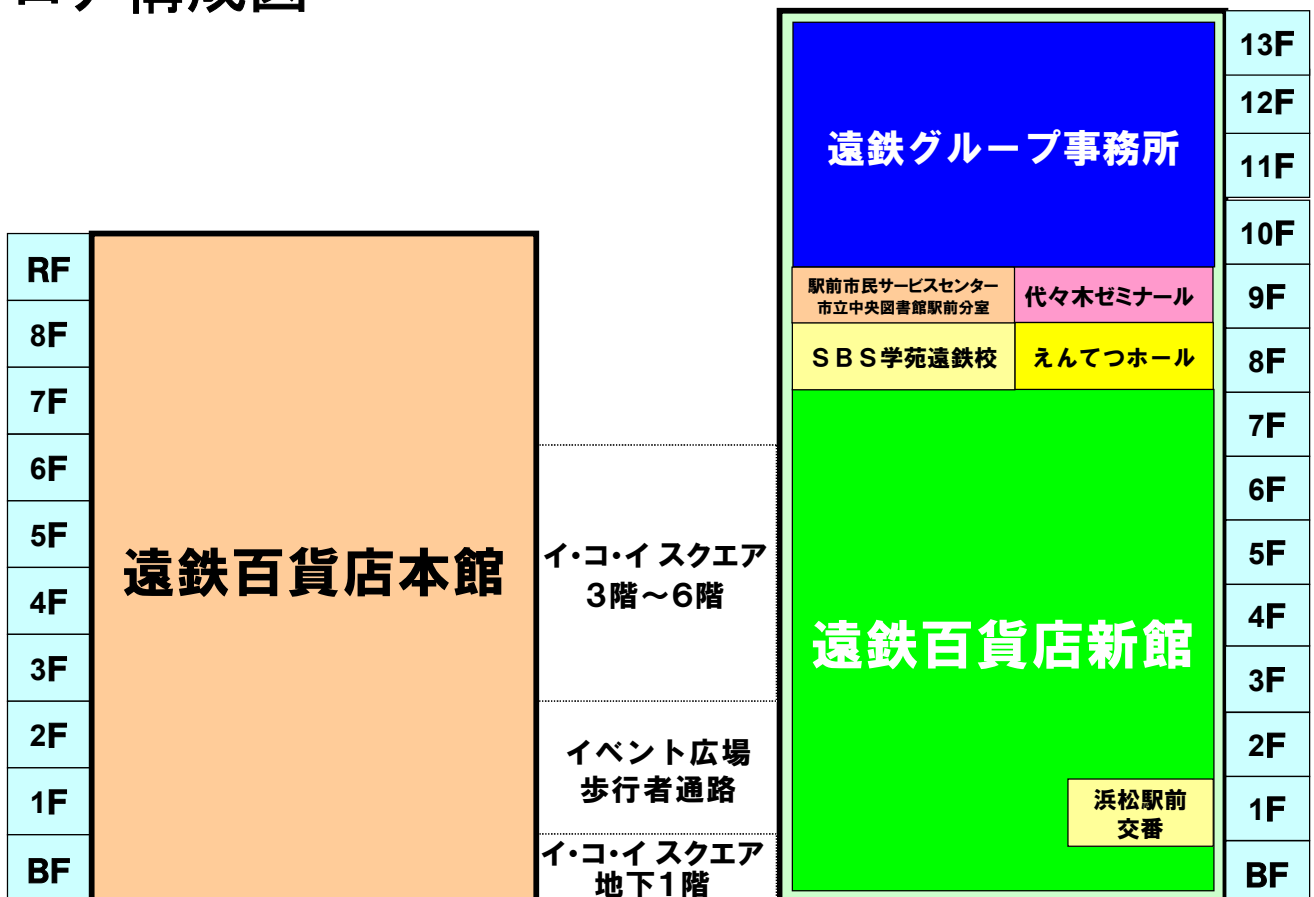 構成図
RF
8F
7F
6F
5F
4F
3F
2F
1F
BF
遠鉄百貨店本館
イ・コ・イ スクエア
3階～6階
イベント広場
歩行者通路
イ・コ・イ スクエア
地下1階
遠鉄グループ事務所
駅前市民サービスセンター
市立中央図書館駅前分室
代々木ゼミナール
ＳＢＳ学苑遠鉄校
えんてつホール
遠鉄百貨店新館
浜松駅前
交番
13F
12F
11F
10F
9F
8F
7F
6F
5F
4F
3F
2F
1F
BF